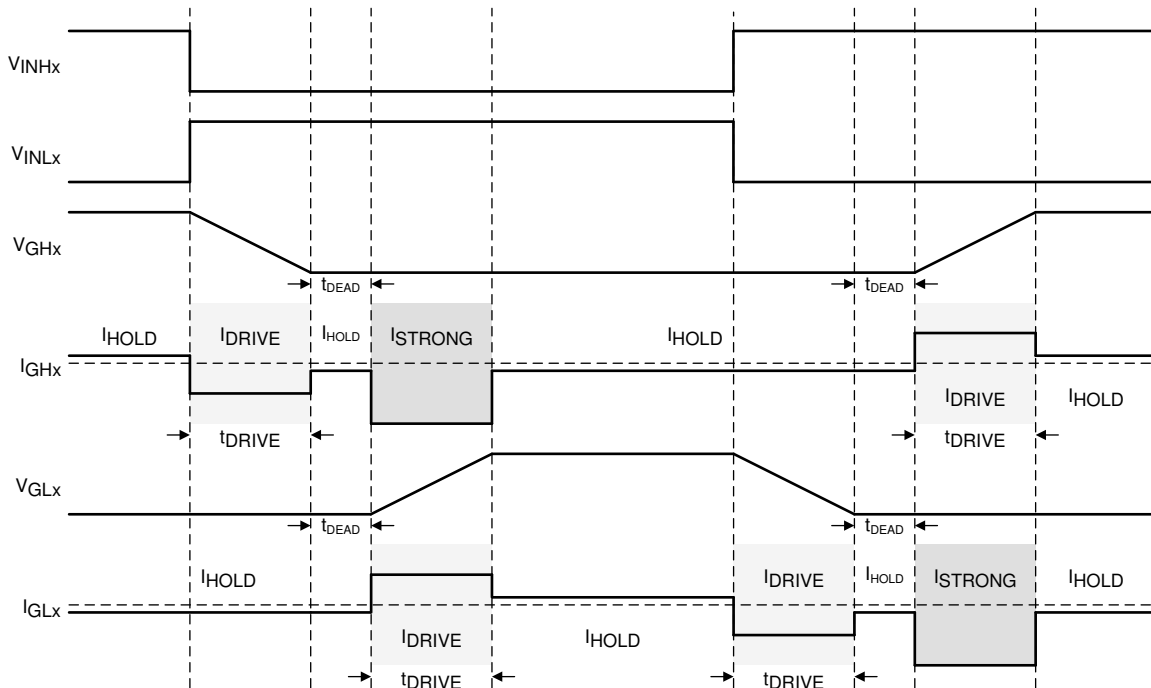 VINHx
VINLx
VGHx
tDEAD tDEAD
IHOLD IDRIVE IHOLD ISTRONG IHOLD
IGHx
IDRIVE IHOLD
tDRIVE tDRIVE
VGLx
tDEAD tDEAD
IHOLD IDRIVE IHOLD ISTRONG IHOLD
IGLx
IDRIVE IHOLD
tDRIVE tDRIVE